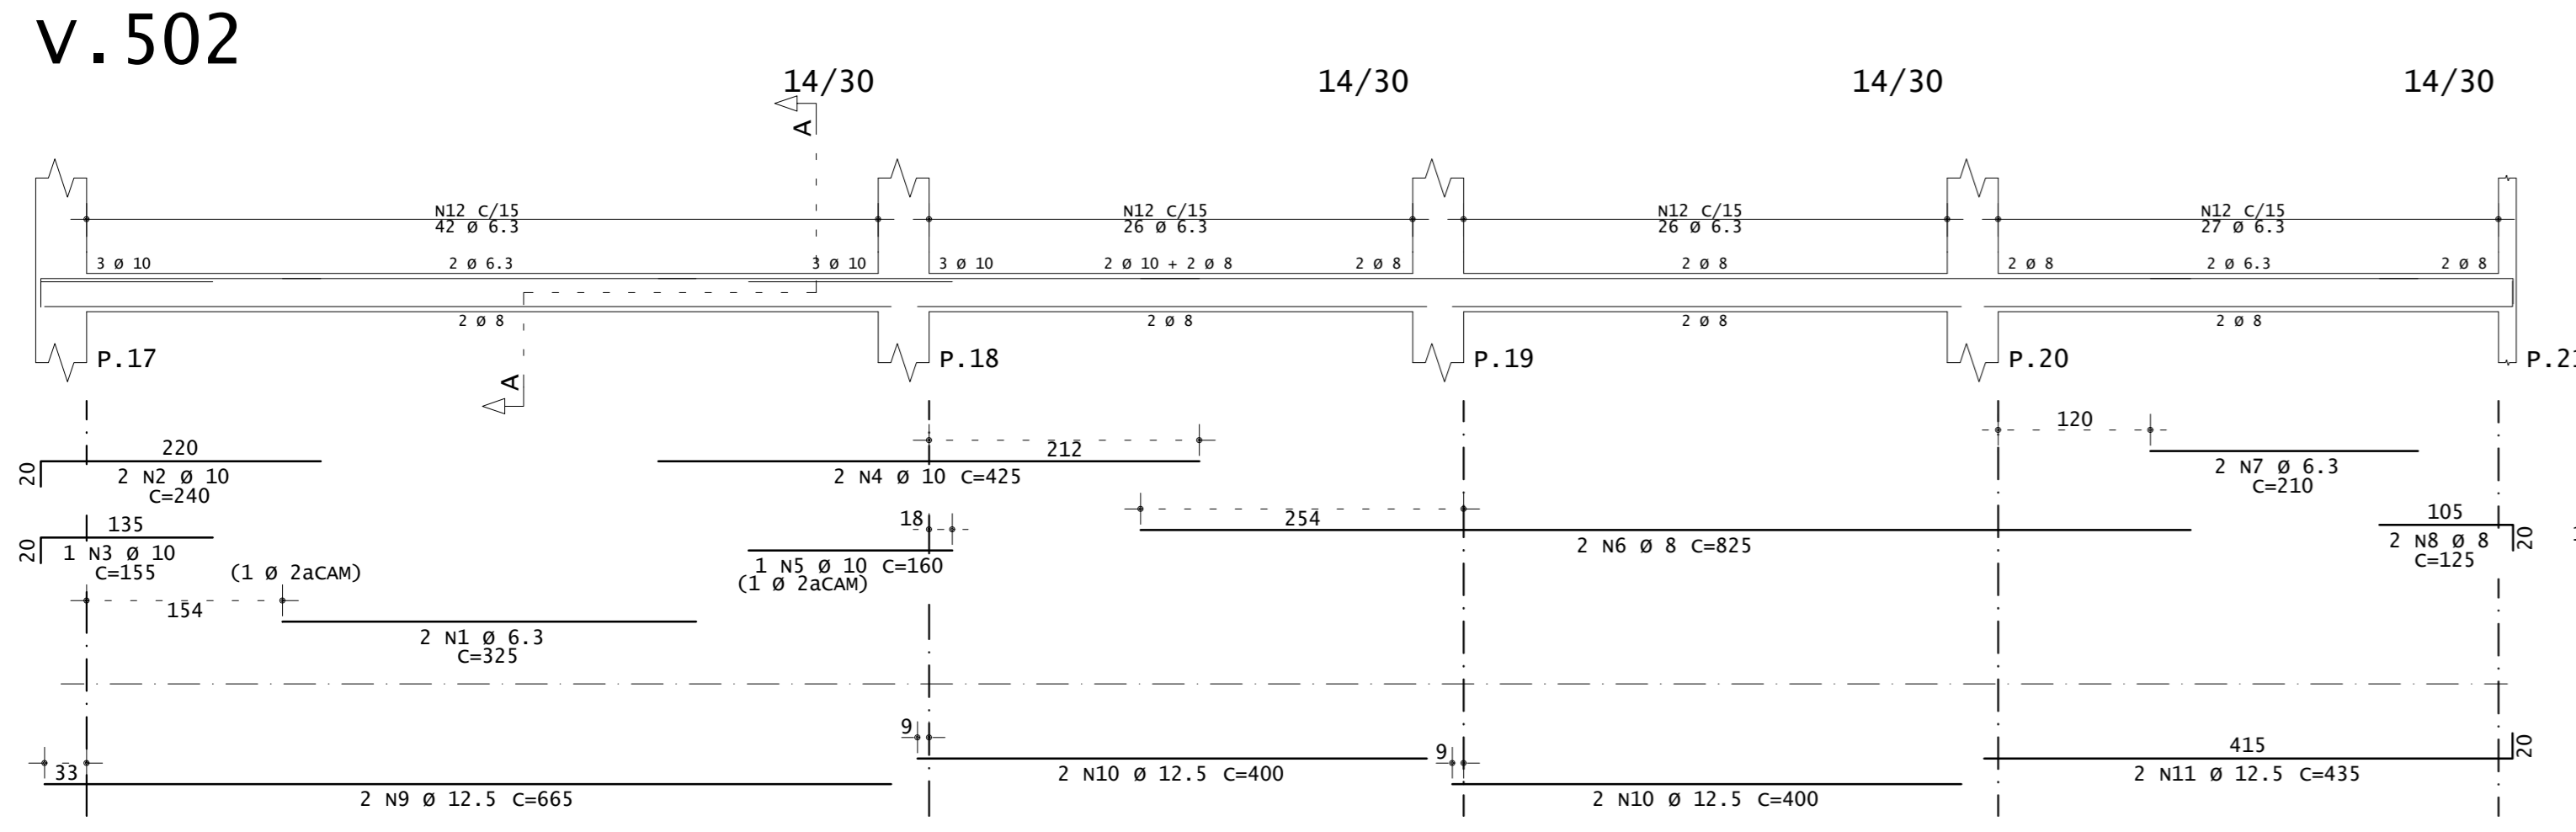 V.502
14/30 14/30 14/30 14/30
A
N12 C/15 N12 C/15 N12 C/15 N12 C/15
42 Ø 6.3 26 Ø 6.3 26 Ø 6.3 27 Ø 6.3
3 Ø 10 2 Ø 6.3 3 Ø 10 3 Ø 10 2 Ø 10 + 2 Ø 8 2 Ø 8 2 Ø 8 2 Ø 8 2 Ø 6.3 2 Ø 8
2 Ø 8 2 Ø 8 2 Ø 8 2 Ø 8
P.17 P.18 P.19 P.20
A
120
220 212
20 2 N2 Ø 10 2 N4 Ø 10 C=425 2 N7 Ø 6.3
C=240 C=210
135 18 254 105
20 1 N3 Ø 10 2 N6 Ø 8 C=825 2 N8 Ø 8 20
C=155 (1 Ø 2aCAM) 1 N5 Ø 10 C=160 C=125
(1 Ø 2aCAM)
154
2 N1 Ø 6.3
C=325
9 9 415 20
33 2 N10 Ø 12.5 C=400 2 N11 Ø 12.5 C=435
2 N9 Ø 12.5 C=665 2 N10 Ø 12.5 C=400